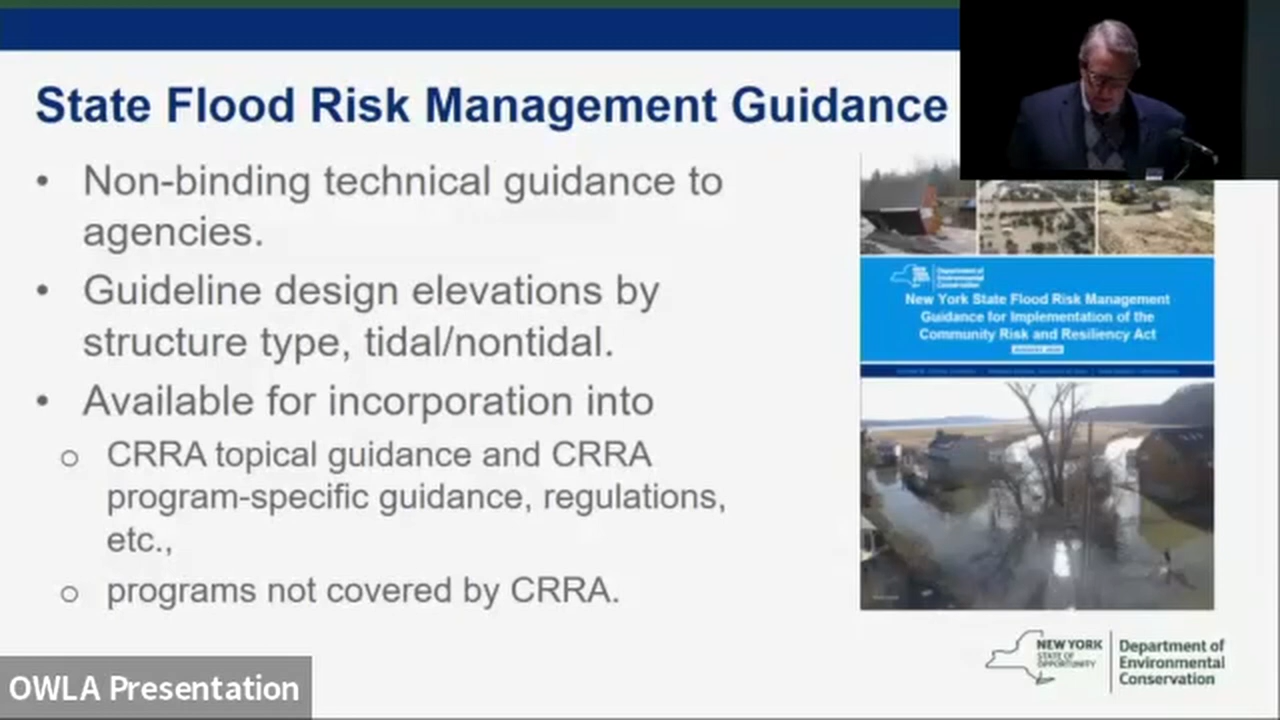 State Flood Risk Management Guidance
• Non-binding technical guidance to
agencies.
• Guideline design elevations by
structure type, tidal/nontidal.
• Available for incorporation into
o CRRA topical guidance and CRRA
program-specific guidance, regulations,
etc.,
o programs not covered by CRRA.
Department of
Environmental
Conservation
New York State Flood Risk Management
Guidance for Implementation of the
Community Risk and Resiliency Act
NEW YORK
STATE OF
OPPORTUNITY
Department of
Environmental
Conservation
OWLA Presentation